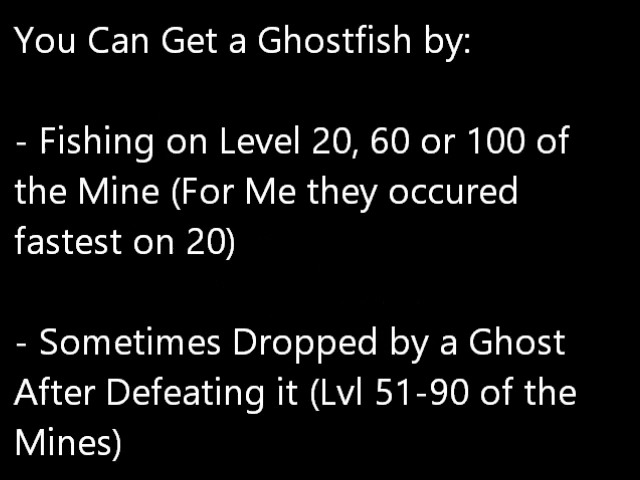 You Can Get a Ghostfish by:
- Fishing on Level 20, 60 or 100 of
the Mine (For Me they occured
fastest on 20)
- Sometimes Dropped by a Ghost
After Defeating it (Lvl 51-90 of the
Mines)